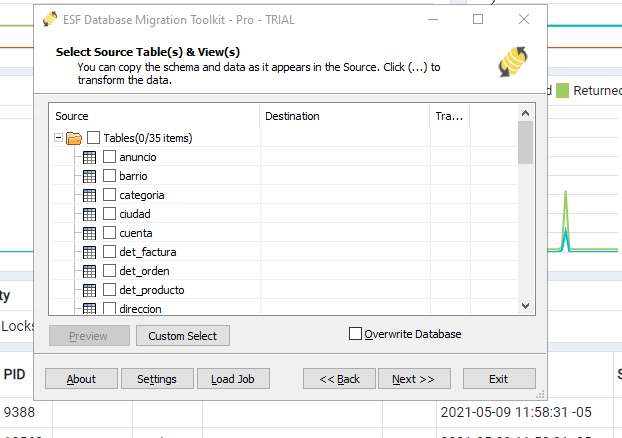 ESF Database Migration Toolkit - Pro - TRIAL
Select Source Table(s) & View(s)
You can copy the schema and data as it appears in the Source. Click (...) to
transform the data.
Returned
Source Destination Tra...
Tables(0/35 items)
anuncio
barrio
categoria
ciudad
cuenta
det_factura
det_orden
det_producto
direccion
Locks
Preview Custom Select Overwrite Database
About Settings Load Job << Back Next >> Exit
PID
9388 2021-05-09 11:58:31 -05